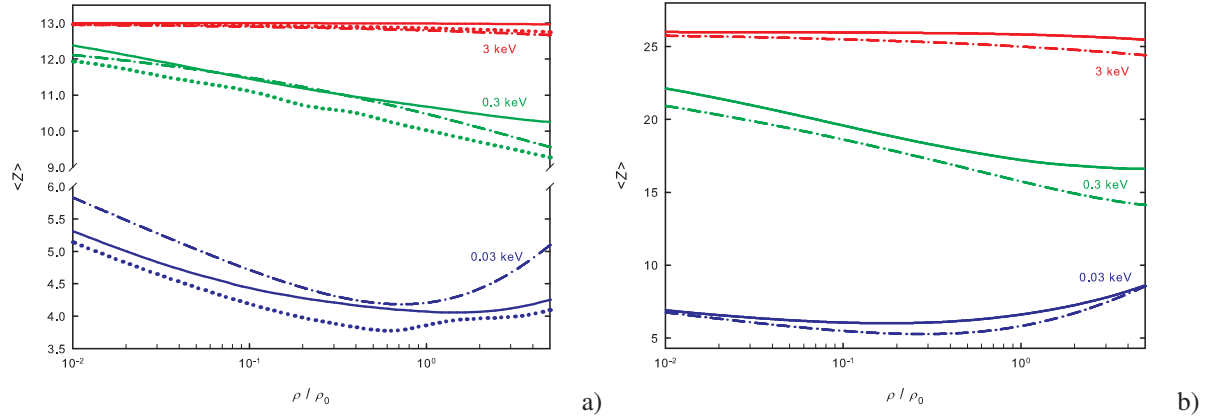 13.0
12.0
11.0
10.0
9.0
6.0
5.5
5.0
4.5
4.0
3.5
<Z>
3 keV
0.3 keV
0.03 keV
10⁻² 10⁻¹ 10⁰
ρ / ρ₀
a)
25
20
15
10
5
<Z>
3 keV
0.3 keV
0.03 keV
10⁻² 10⁻¹ 10⁰
ρ / ρ₀
b)